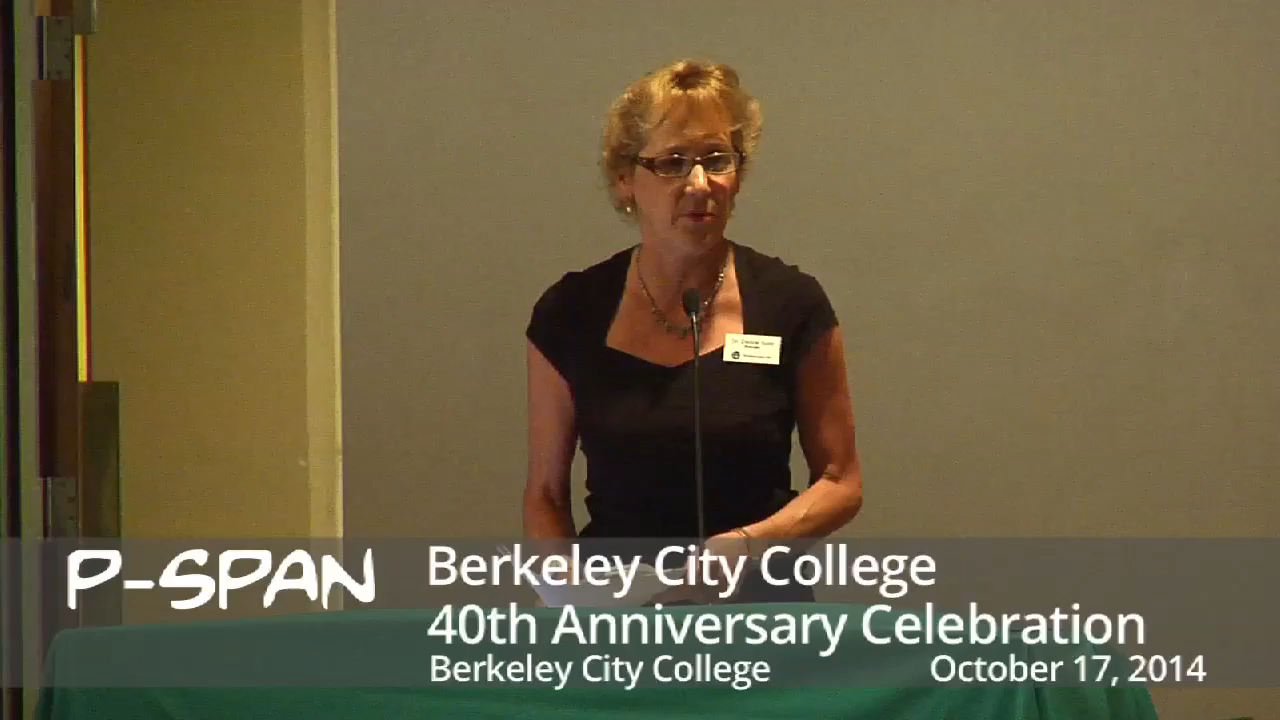 P-SPAN
Berkeley City College
40th Anniversary Celebration
Berkeley City College
October 17, 2014